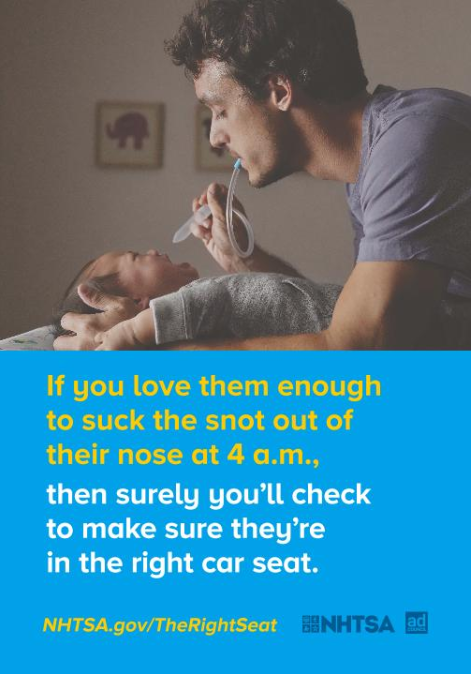 If you love them enough
to suck the snot out of
their nose at 4 a.m.,
then surely you'll check
to make sure they're
in the right car seat.
NHTSA.gov/TheRightSeat
NHTSA
ad